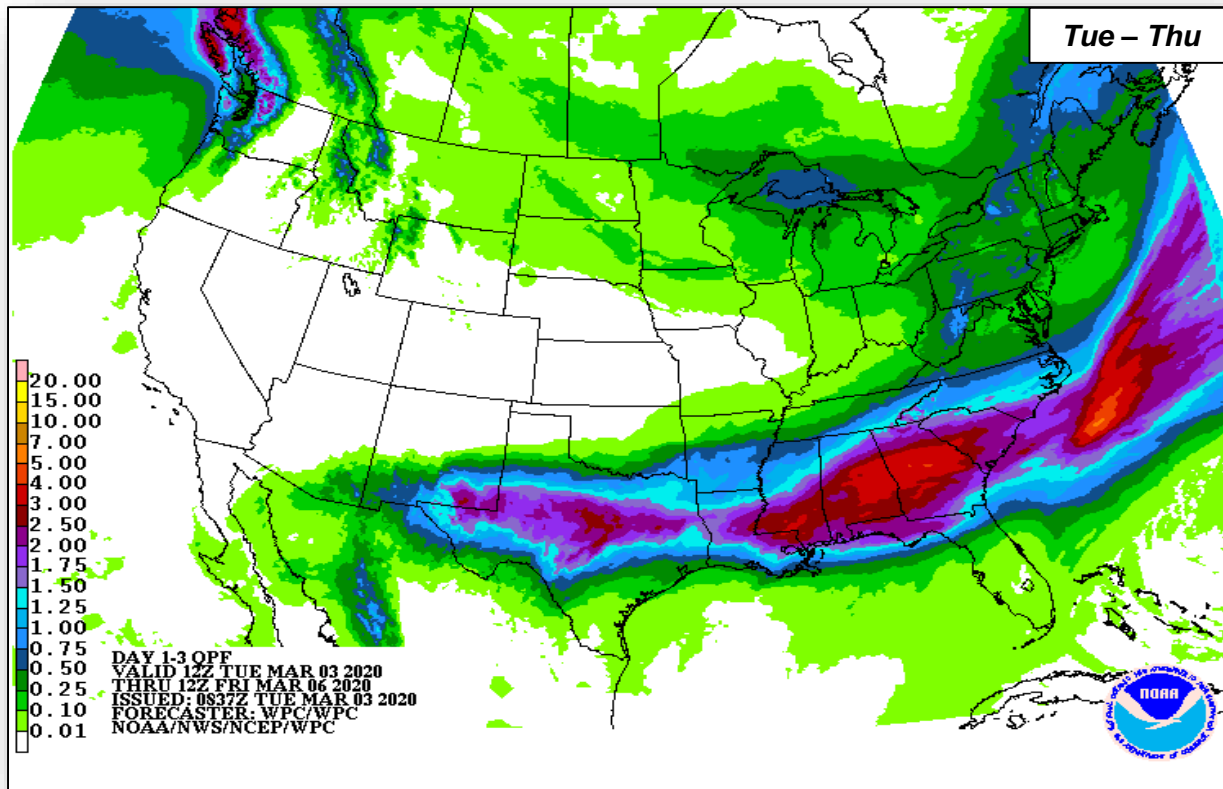 Tue – Thu
20.00
15.00
10.00
7.00
5.00
4.00
3.00
2.50
2.00
1.75
1.50
1.25
1.00
0.75
0.50
0.25
0.10
0.01
DAY 1-3 QPF
VALID 12Z TUE MAR 03 2020
THRU 12Z FRI MAR 06 2020
ISSUED: 0837Z TUE MAR 03 2020
FORECASTER: WPC/WPC
NOAA/NWS/NCEP/WPC
NOAA